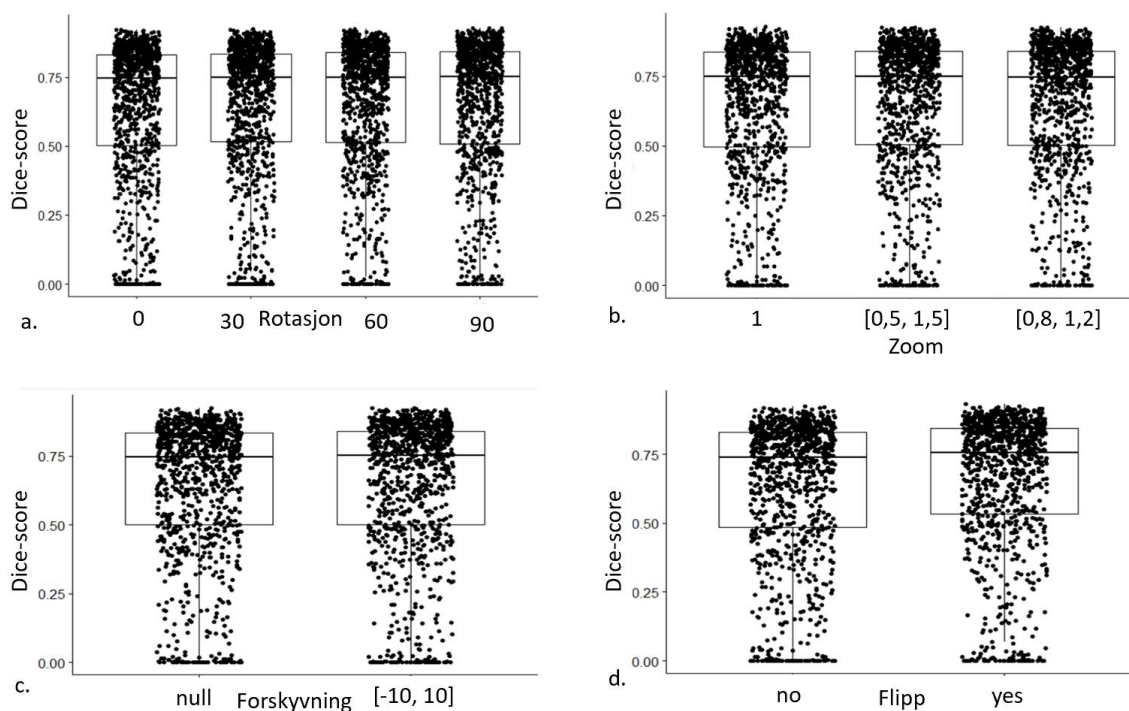 Dice-score
0.75
0.50
0.25
0.00
a.
0 30 Rotasjon 60 90
Dice-score
0.75
0.50
0.25
0.00
b.
1 [0,5, 1,5] [0,8, 1,2]
Zoom
Dice-score
0.75
0.50
0.25
0.00
c.
null Forskyvning [-10, 10]
Dice-score
0.75
0.50
0.25
0.00
d.
no Flipp yes